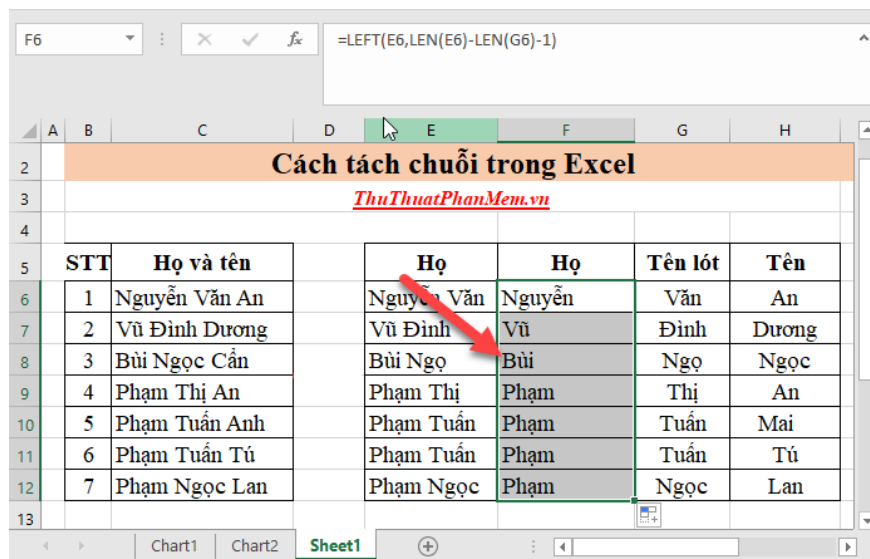 F6 fx =LEFT(E6,LEN(E6)-LEN(G6)-1)
A B C D E F G H
2 Cách tách chuỗi trong Excel
3 ThuThuatPhanMem.vn
4
5 STT Họ và tên Họ Họ Tên lót Tên
6 1 Nguyễn Văn An Nguyễn Văn Nguyễn Văn An
7 2 Vũ Đình Dương Vũ Đình Vũ Đình Dương
8 3 Bùi Ngọc Cẩn Bùi Ngọ Bùi Ngọ Ngọc
9 4 Phạm Thị An Phạm Thị Phạm Thị An
10 5 Phạm Tuấn Anh Phạm Tuấn Phạm Tuấn Mai
11 6 Phạm Tuấn Tú Phạm Tuấn Phạm Tuấn Tú
12 7 Phạm Ngọc Lan Phạm Ngọc Phạm Ngọc Lan
13
Chart1 Chart2 Sheet1